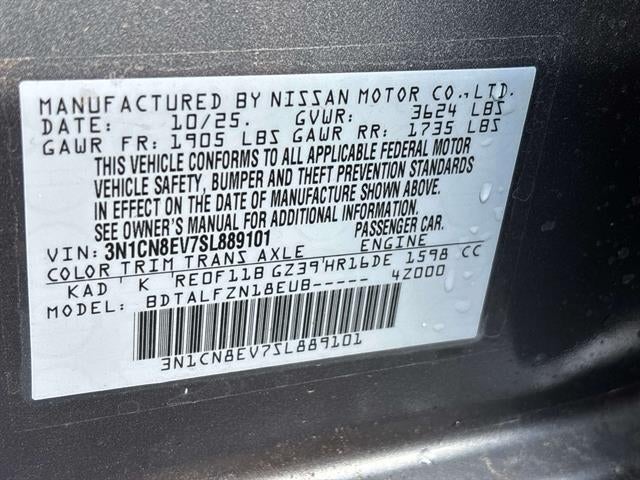 MANUFACTURED BY NISSAN MOTOR CO.,LTD.
DATE: 10/25. GVWR: 3624 LBS
GAWR FR: 1905 LBS GAWR RR: 1735 LBS
THIS VEHICLE CONFORMS TO ALL APPLICABLE FEDERAL MOTOR
VEHICLE SAFETY, BUMPER AND THEFT PREVENTION STANDARDS
IN EFFECT ON THE DATE OF MANUFACTURE SHOWN ABOVE.
SEE OWNER'S MANUAL FOR ADDITIONAL INFORMATION.
VIN: 3N1CN8EV7SL889101 PASSENGER CAR.
COLOR TRIM TRANS AXLE ENGINE
KAD ' K 'RE0F11B GZ39'HR16DE 1598 CC
MODEL: BDTALFZN18EUB----- 4Z000
3N1CN8EV7SL889101